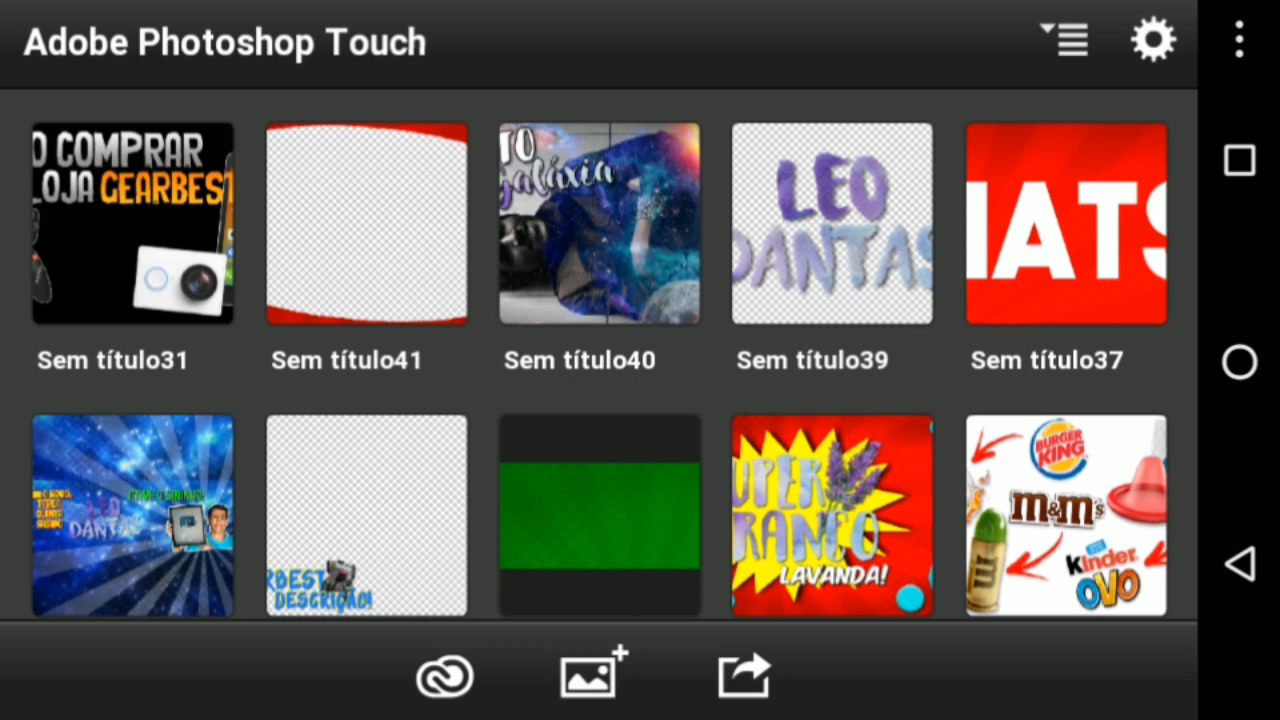 Adobe Photoshop Touch
O COMPRAR
LOJA GEARBEST
TO
galáxia
LEO
DANTAS
IATS
Sem título31
Sem título41
Sem título40
Sem título39
Sem título37
LEO
DANTAS
RBEST
DESCRIÇÃO!
UPER
RANCO
LAVANDA!
BURGER
KING
m&m's
kinder
OVO